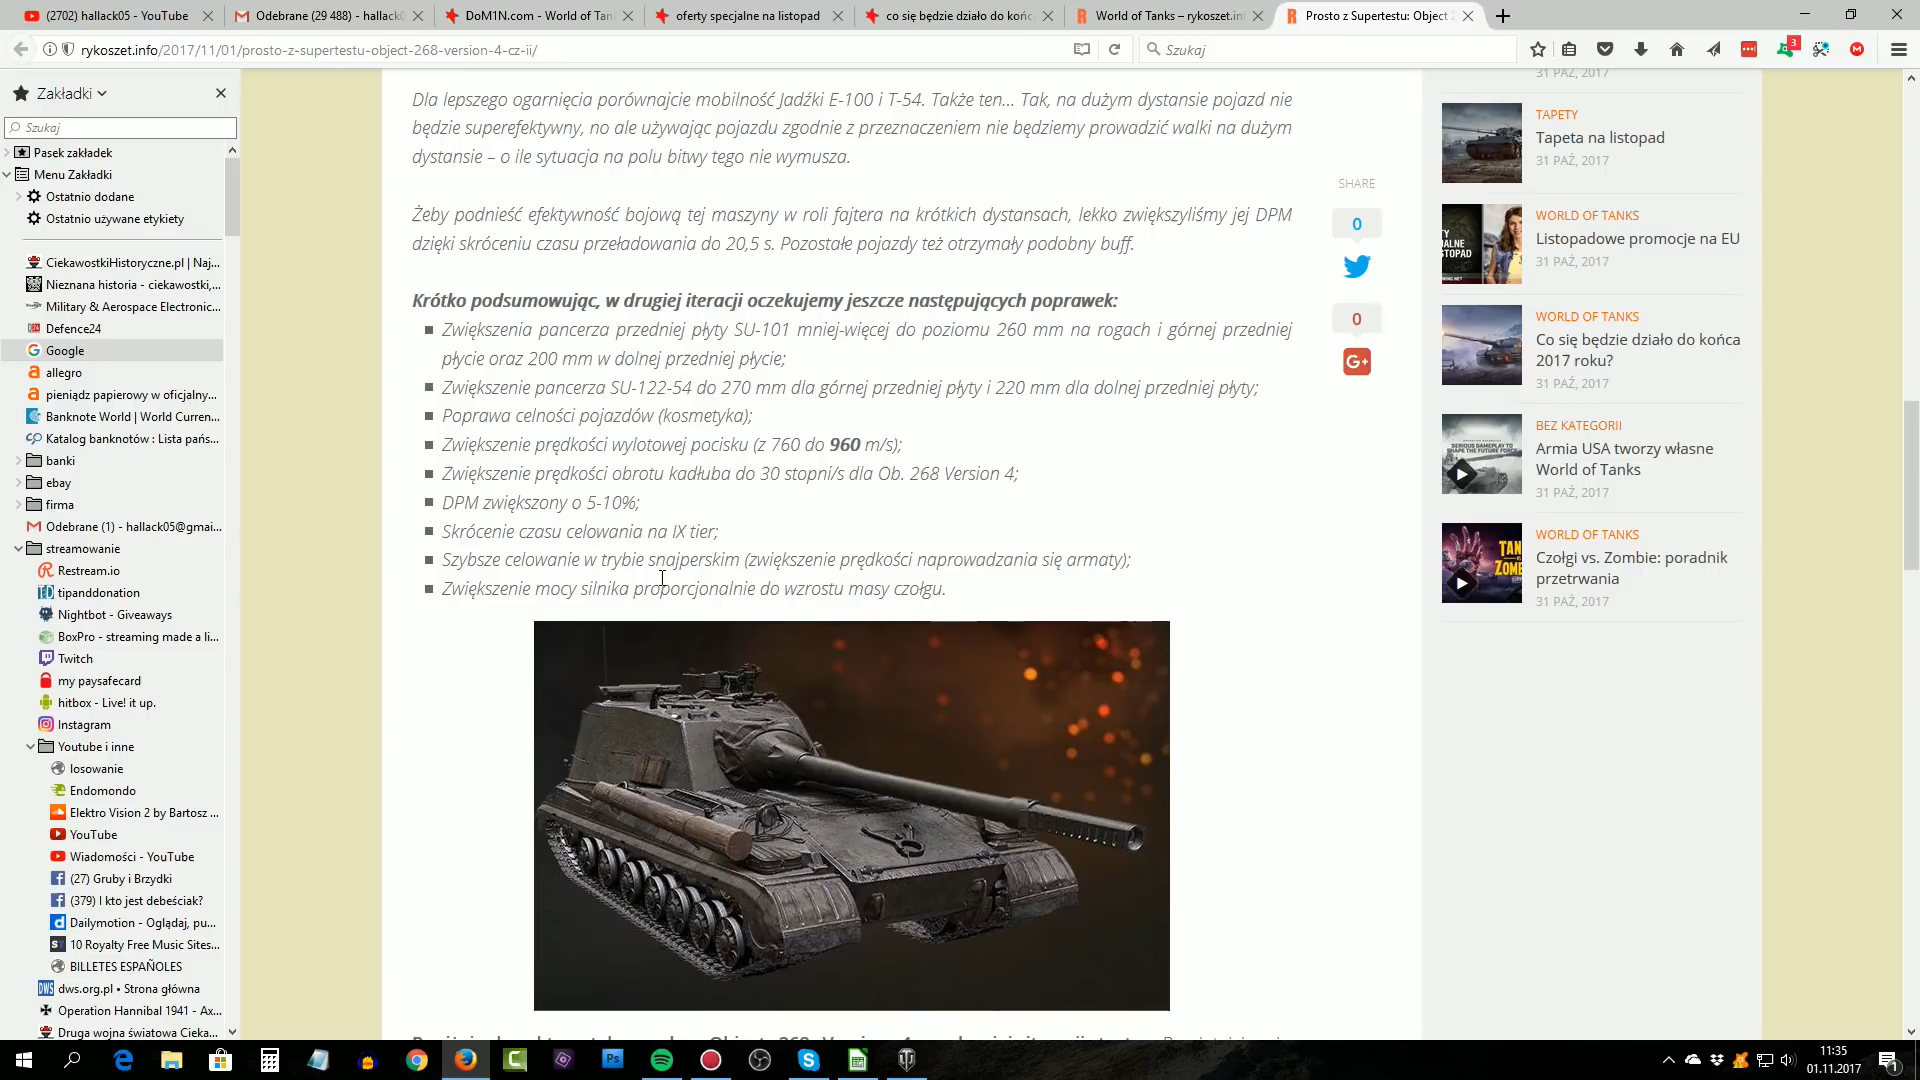 (2702) hallack05 - YouTube
Odebrane (29 488) - hallack
DoM1N.com - World of Tan
oferty specjalne na listopad
co się będzie działo do końc
World of Tanks – rykoszet.in
Prosto z Supertestu: Object
rykoszet.info/2017/11/01/prosto-z-supertestu-object-268-version-4-cz-ii/
Szukaj
3
Zakładki
Szukaj
Pasek zakładek
Menu Zakładki
Ostatnio dodane
Ostatnio używane etykiety
CiekawostkiHistoryczne.pl | Naj...
Nieznana historia - ciekawostki,...
Military & Aerospace Electronic...
Defence24
Google
allegro
pieniądz papierowy w oficjalny...
Banknote World | World Curren...
Katalog banknotów : Lista pańs...
banki
ebay
firma
Odebrane (1) - hallack05@gmai...
streamowanie
Restream.io
tipanddonation
Nightbot - Giveaways
BoxPro - streaming made a li...
Twitch
my paysafecard
hitbox - Live! it up.
Instagram
Youtube i inne
losowanie
Endomondo
Elektro Vision 2 by Bartosz ...
YouTube
Wiadomości - YouTube
(27) Gruby i Brzydki
(379) I kto jest debeściak?
Dailymotion - Oglądaj, pu...
10 Royalty Free Music Sites...
BILLETES ESPAÑOLES
dws.org.pl • Strona główna
Operation Hannibal 1941 - Ax...
Druga wojna światowa Cieka...
Dla lepszego ogarnięcia porównajcie mobilność Jadźki E-100 i T-54. Także ten... Tak, na dużym dystansie pojazd nie
będzie superefektywny, no ale używając pojazdu zgodnie z przeznaczeniem nie będziemy prowadzić walki na dużym
dystansie – o ile sytuacja na polu bitwy tego nie wymusza.
Żeby podnieść efektywność bojową tej maszyny w roli fajtera na krótkich dystansach, lekko zwiększyliśmy jej DPM
dzięki skróceniu czasu przeładowania do 20,5 s. Pozostałe pojazdy też otrzymały podobny buff.
Krótko podsumowując, w drugiej iteracji oczekujemy jeszcze następujących poprawek:
Zwiększenia pancerza przedniej płyty SU-101 mniej-więcej do poziomu 260 mm na rogach i górnej przedniej
płycie oraz 200 mm w dolnej przedniej płycie;
Zwiększenie pancerza SU-122-54 do 270 mm dla górnej przedniej płyty i 220 mm dla dolnej przedniej płyty;
Poprawa celności pojazdów (kosmetyka);
Zwiększenie prędkości wylotowej pocisku (z 760 do 960 m/s);
Zwiększenie prędkości obrotu kadłuba do 30 stopni/s dla Ob. 268 Version 4;
DPM zwiększony o 5-10%;
Skrócenie czasu celowania na IX tier;
Szybsze celowanie w trybie snajperskim (zwiększenie prędkości naprowadzania się armaty);
Zwiększenie mocy silnika proporcjonalnie do wzrostu masy czołgu.
SHARE
0
0
G+
31 PAŹ, 2017
TAPETY
Tapeta na listopad
31 PAŹ, 2017
WORLD OF TANKS
Listopadowe promocje na EU
31 PAŹ, 2017
WORLD OF TANKS
Co się będzie działo do końca
2017 roku?
31 PAŹ, 2017
BEZ KATEGORII
Armia USA tworzy własne
World of Tanks
31 PAŹ, 2017
WORLD OF TANKS
Czołgi vs. Zombie: poradnik
przetrwania
31 PAŹ, 2017
11:35
01.11.2017
1